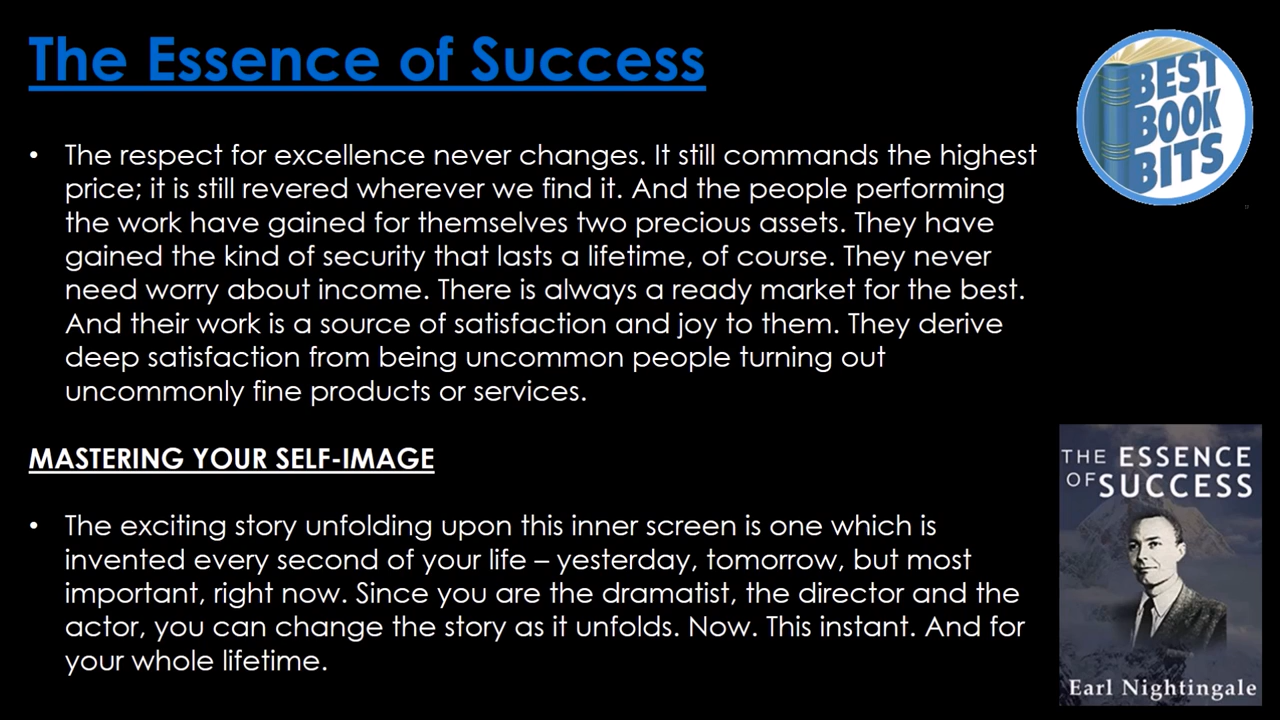 The Essence of Success
BEST
BOOK
BITS
• The respect for excellence never changes. It still commands the highest
price; it is still revered wherever we find it. And the people performing
the work have gained for themselves two precious assets. They have
gained the kind of security that lasts a lifetime, of course. They never
need worry about income. There is always a ready market for the best.
And their work is a source of satisfaction and joy to them. They derive
deep satisfaction from being uncommon people turning out
uncommonly fine products or services.
MASTERING YOUR SELF-IMAGE
• The exciting story unfolding upon this inner screen is one which is
invented every second of your life – yesterday, tomorrow, but most
important, right now. Since you are the dramatist, the director and the
actor, you can change the story as it unfolds. Now. This instant. And for
your whole lifetime.
THE ESSENCE
OF SUCCESS
Earl Nightingale